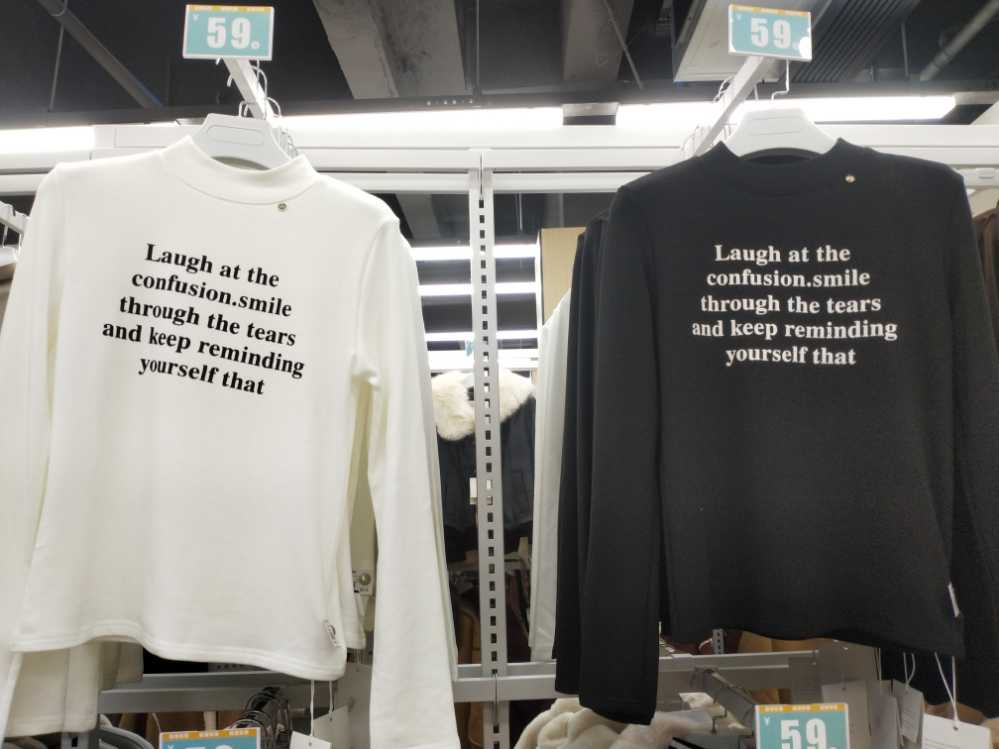 ¥ 59.
¥ 59.
Laugh at the
confusion.smile
through the tears
and keep reminding
yourself that
Laugh at the
confusion.smile
through the tears
and keep reminding
yourself that
¥ 59.